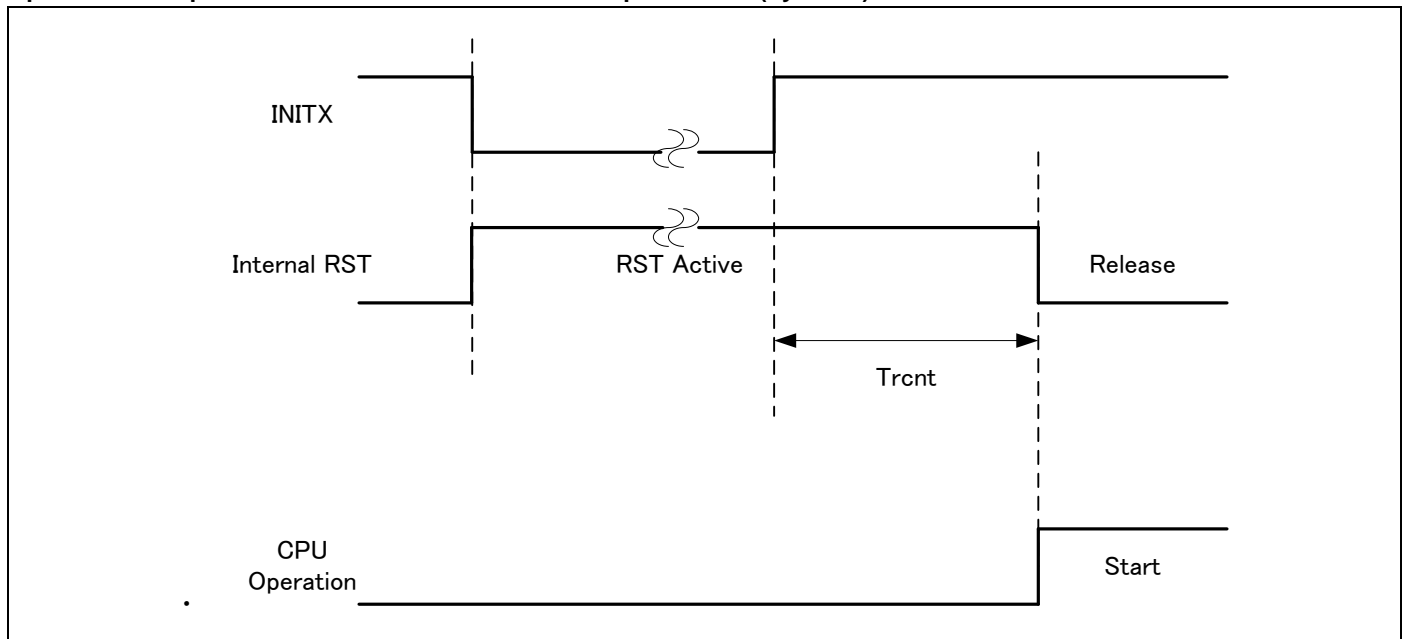 INITX
Internal RST
RST Active
Release
Trcnt
CPU
Operation
Start